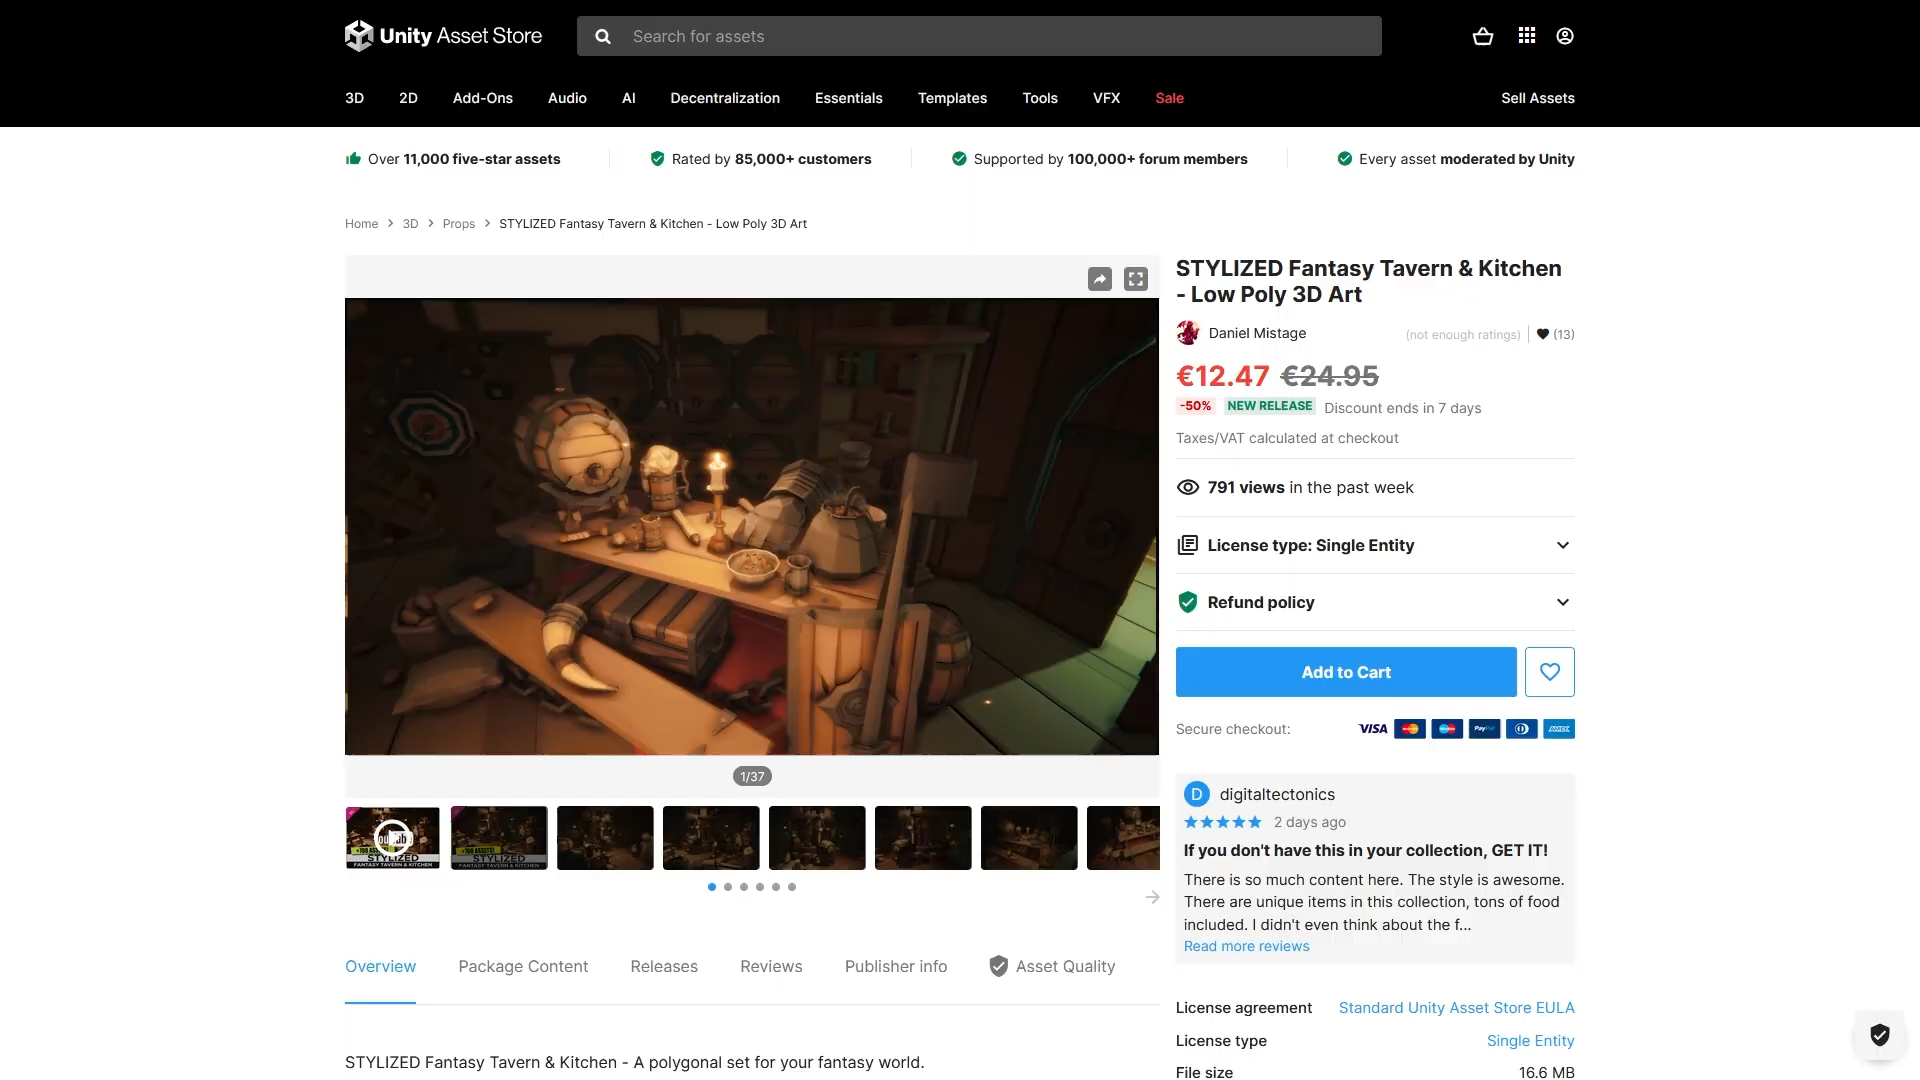 Unity Asset Store
Search for assets
3D 2D Add-Ons Audio AI Decentralization Essentials Templates Tools VFX Sale Sell Assets
Over 11,000 five-star assets
Rated by 85,000+ customers
Supported by 100,000+ forum members
Every asset moderated by Unity
Home > 3D > Props > STYLIZED Fantasy Tavern & Kitchen - Low Poly 3D Art
1/37
STYLIZED
FANTASY TAVERN & KITCHEN
STYLIZED
Overview Package Content Releases Reviews Publisher info Asset Quality
STYLIZED Fantasy Tavern & Kitchen - A polygonal set for your fantasy world.
STYLIZED Fantasy Tavern & Kitchen
- Low Poly 3D Art
Daniel Mistage
(not enough ratings) (13)
€12.47 €24.95
-50% NEW RELEASE Discount ends in 7 days
Taxes/VAT calculated at checkout
791 views in the past week
License type: Single Entity
Refund policy
Add to Cart
Secure checkout: VISA PayPal AMEX
D digitaltectonics
2 days ago
If you don't have this in your collection, GET IT!
There is so much content here. The style is awesome.
There are unique items in this collection, tons of food
included. I didn't even think about the f...
Read more reviews
License agreement Standard Unity Asset Store EULA
License type Single Entity
File size 16.6 MB